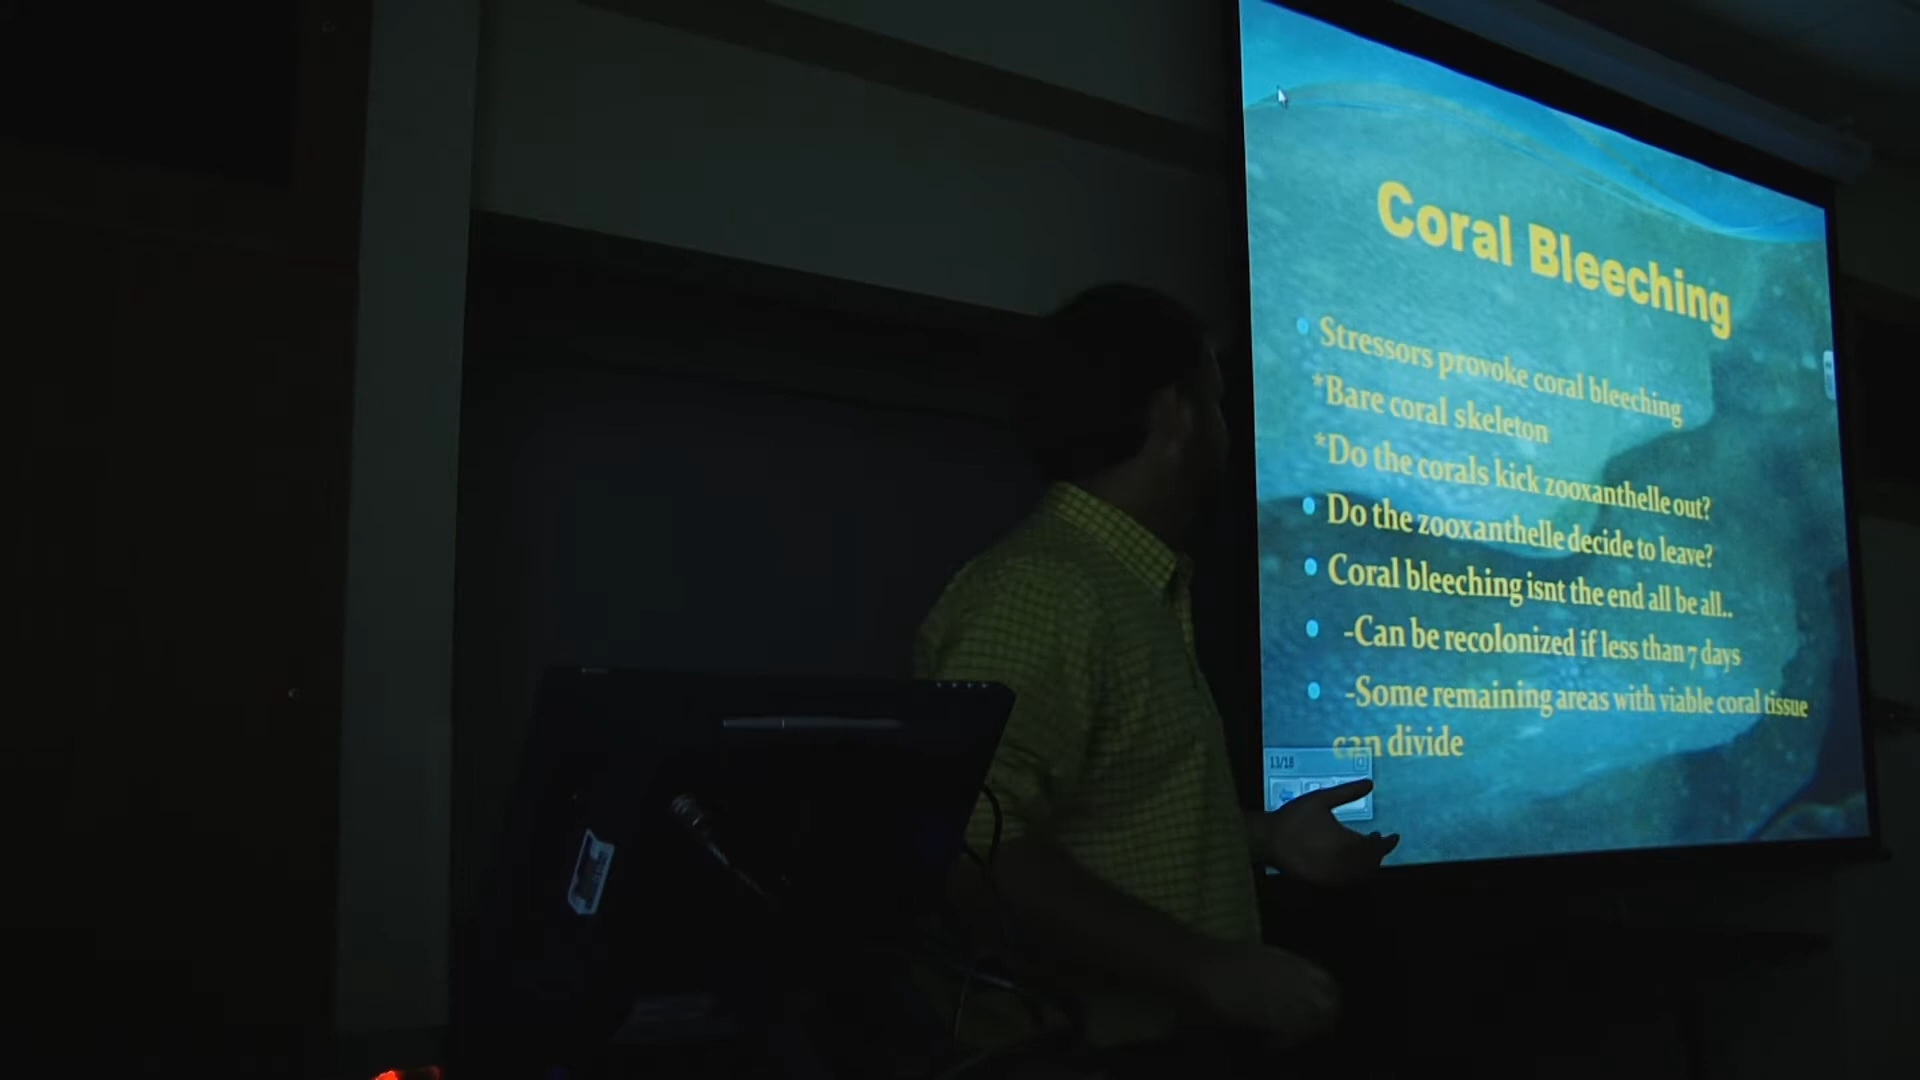 Coral Bleeching
Stressors provoke coral bleeching
*Bare coral skeleton
*Do the corals kick zooxanthelle out?
Do the zooxanthelle decide to leave?
Coral bleeching isnt the end all be all..
-Can be recolonized if less than 7 days
-Some remaining areas with viable coral tissue
can divide
13/18